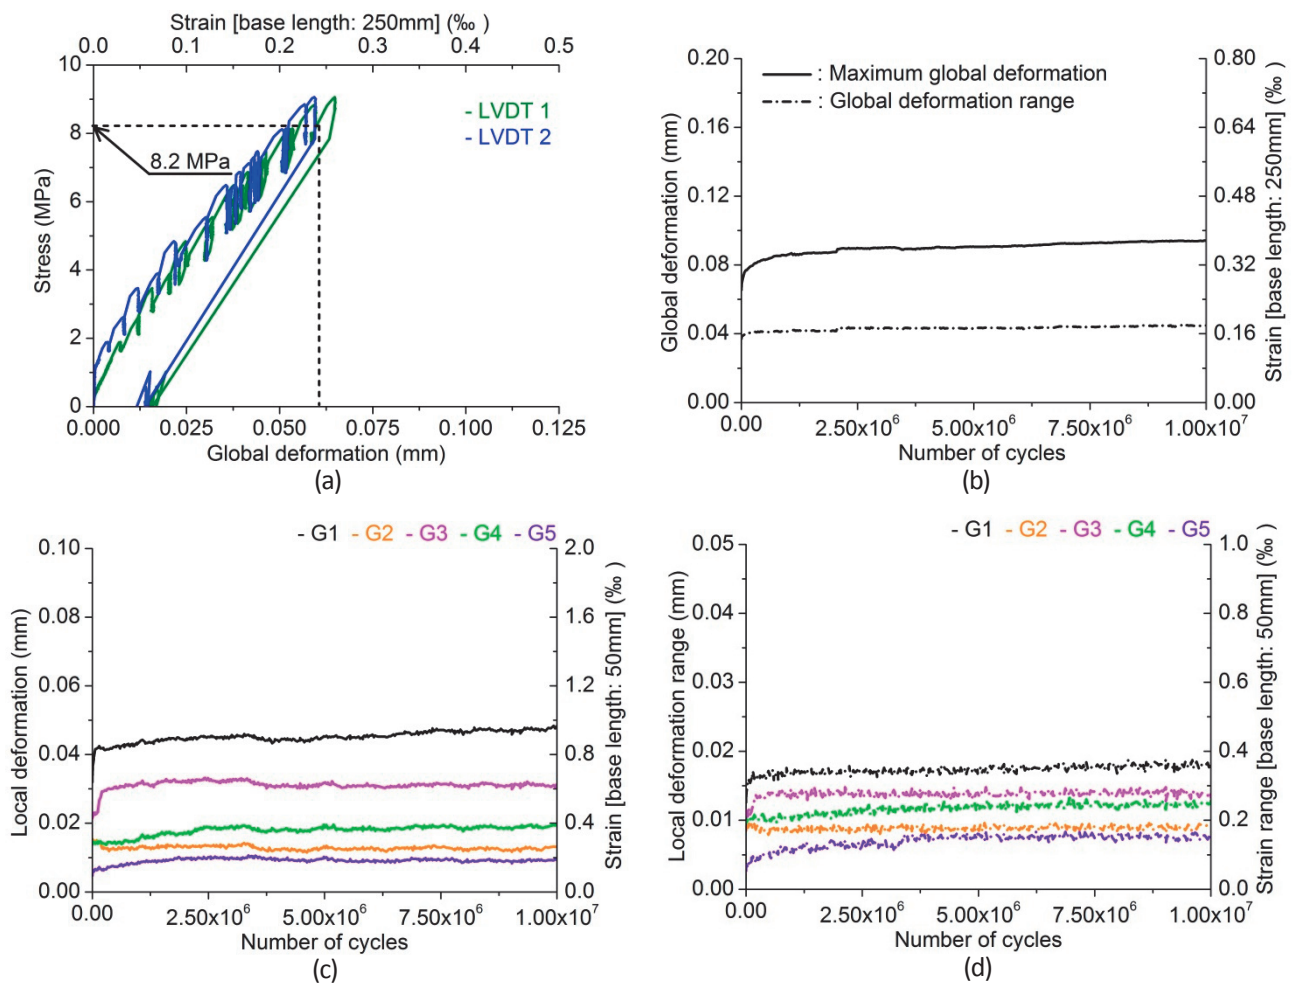 Strain [base length: 250mm] (‰ )
0.0 0.1 0.2 0.3 0.4 0.5
Stress (MPa)
10
8
6
4
2
0
- LVDT 1
- LVDT 2
8.2 MPa
0.000 0.025 0.050 0.075 0.100 0.125
Global deformation (mm)
(a)
Global deformation (mm)
0.20
0.16
0.12
0.08
0.04
0.00
: Maximum global deformation
: Global deformation range
0.80
0.64
0.48
0.32
0.16
0.00
Strain [base length: 250mm] (‰ )
0.00 2.50x10⁶ 5.00x10⁶ 7.50x10⁶ 1.00x10⁷
Number of cycles
(b)
- G1 - G2 - G3 - G4 - G5
Local deformation (mm)
0.10
0.08
0.06
0.04
0.02
0.00
2.0
1.6
1.2
0.8
0.4
0.0
Strain [base length: 50mm] (‰ )
0.00 2.50x10⁶ 5.00x10⁶ 7.50x10⁶ 1.00x10⁷
Number of cycles
(c)
- G1 - G2 - G3 - G4 - G5
Local deformation range (mm)
0.05
0.04
0.03
0.02
0.01
0.00
1.0
0.8
0.6
0.4
0.2
0.0
Strain range [base length: 50mm] (‰ )
0.00 2.50x10⁶ 5.00x10⁶ 7.50x10⁶ 1.00x10⁷
Number of cycles
(d)